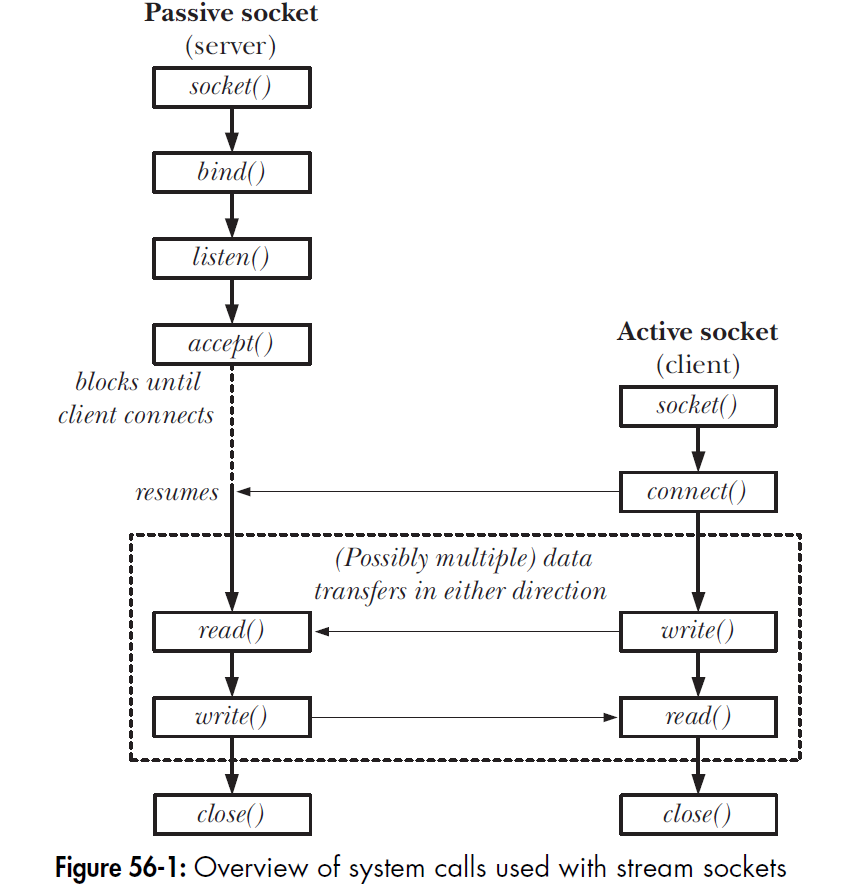 Passive socket
(server)
socket()
bind()
listen()
accept()
blocks until
client connects
resumes
Active socket
(client)
socket()
connect()
(Possibly multiple) data
transfers in either direction
read()
write()
write()
read()
close()
close()
Figure 56-1: Overview of system calls used with stream sockets